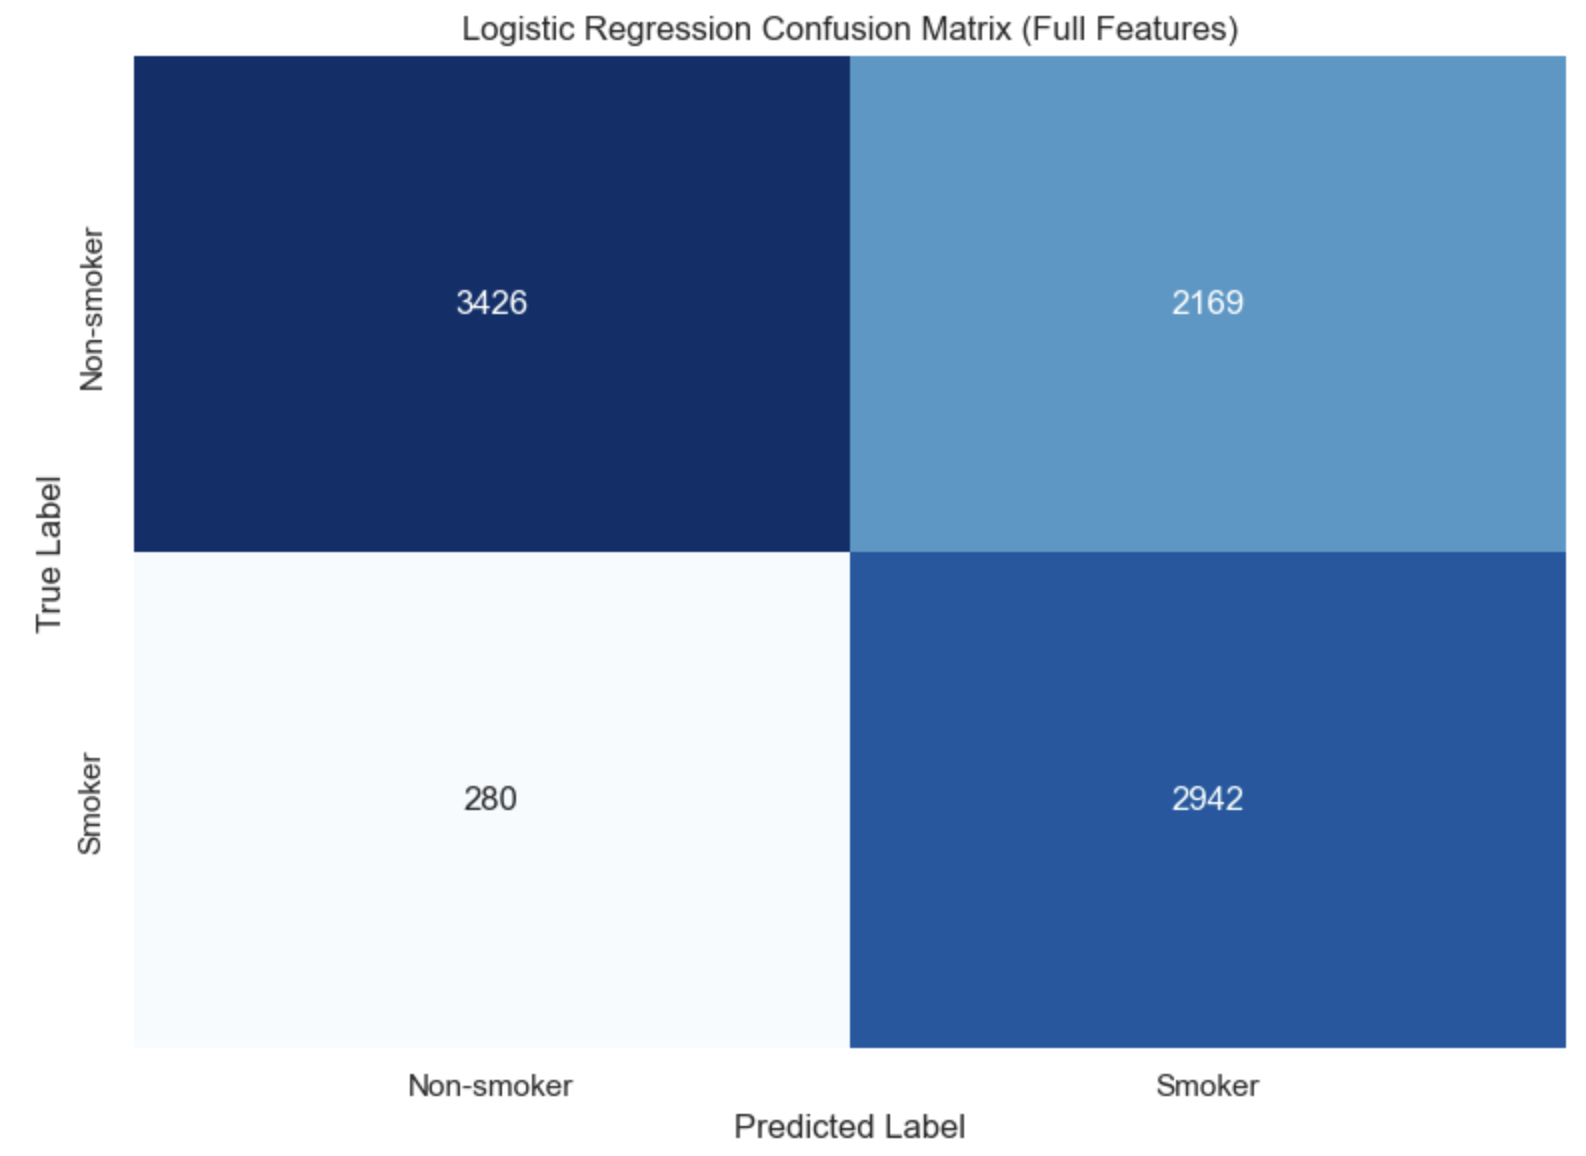 Logistic Regression Confusion Matrix (Full Features)
True Label
Non-smoker
3426
2169
Smoker
280
2942
Non-smoker
Smoker
Predicted Label